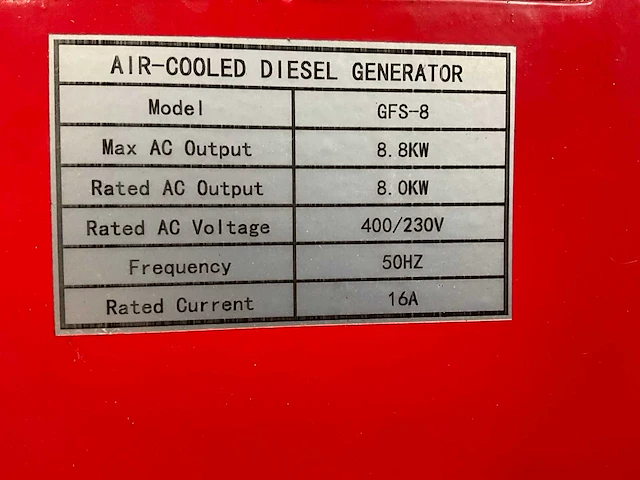 AIR-COOLED DIESEL GENERATOR
Model GFS-8
Max AC Output 8.8KW
Rated AC Output 8.0KW
Rated AC Voltage 400/230V
Frequency 50HZ
Rated Current 16A